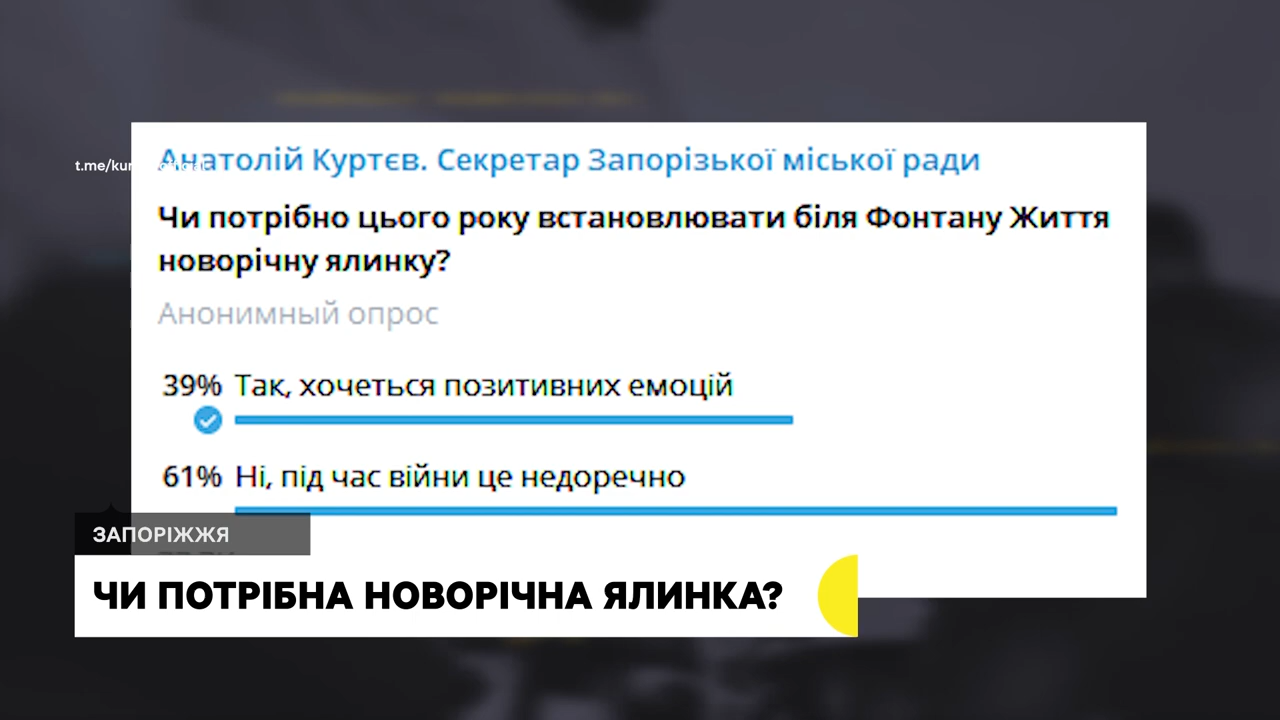 Анатолій Куртєв. Секретар Запорізької міської ради
Чи потрібно цього року встановлювати біля Фонтану Життя
новорічну ялинку?
Анонимный опрос
39% Так, хочеться позитивних емоцій
61% Ні, під час війни це недоречно
ЗАПОРІЖЖЯ
ЧИ ПОТРІБНА НОВОРІЧНА ЯЛИНКА?